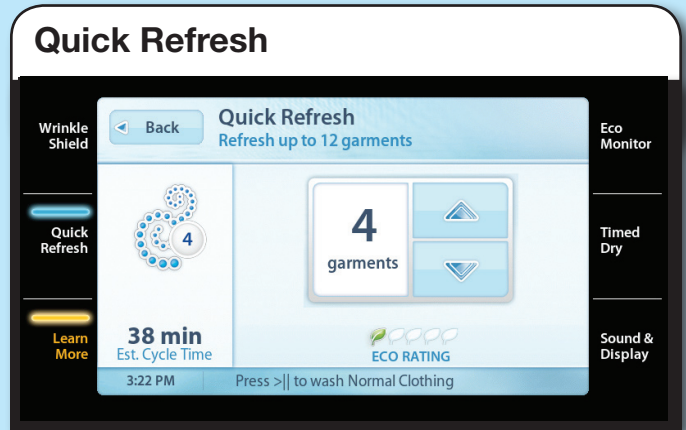 Quick Refresh
Wrinkle
Shield
Quick
Refresh
Learn
More
Back
Quick Refresh
Refresh up to 12 garments
4
38 min
Est. Cycle Time
4
garments
ECO RATING
3:22 PM
Press >|| to wash Normal Clothing
Eco
Monitor
Timed
Dry
Sound &
Display